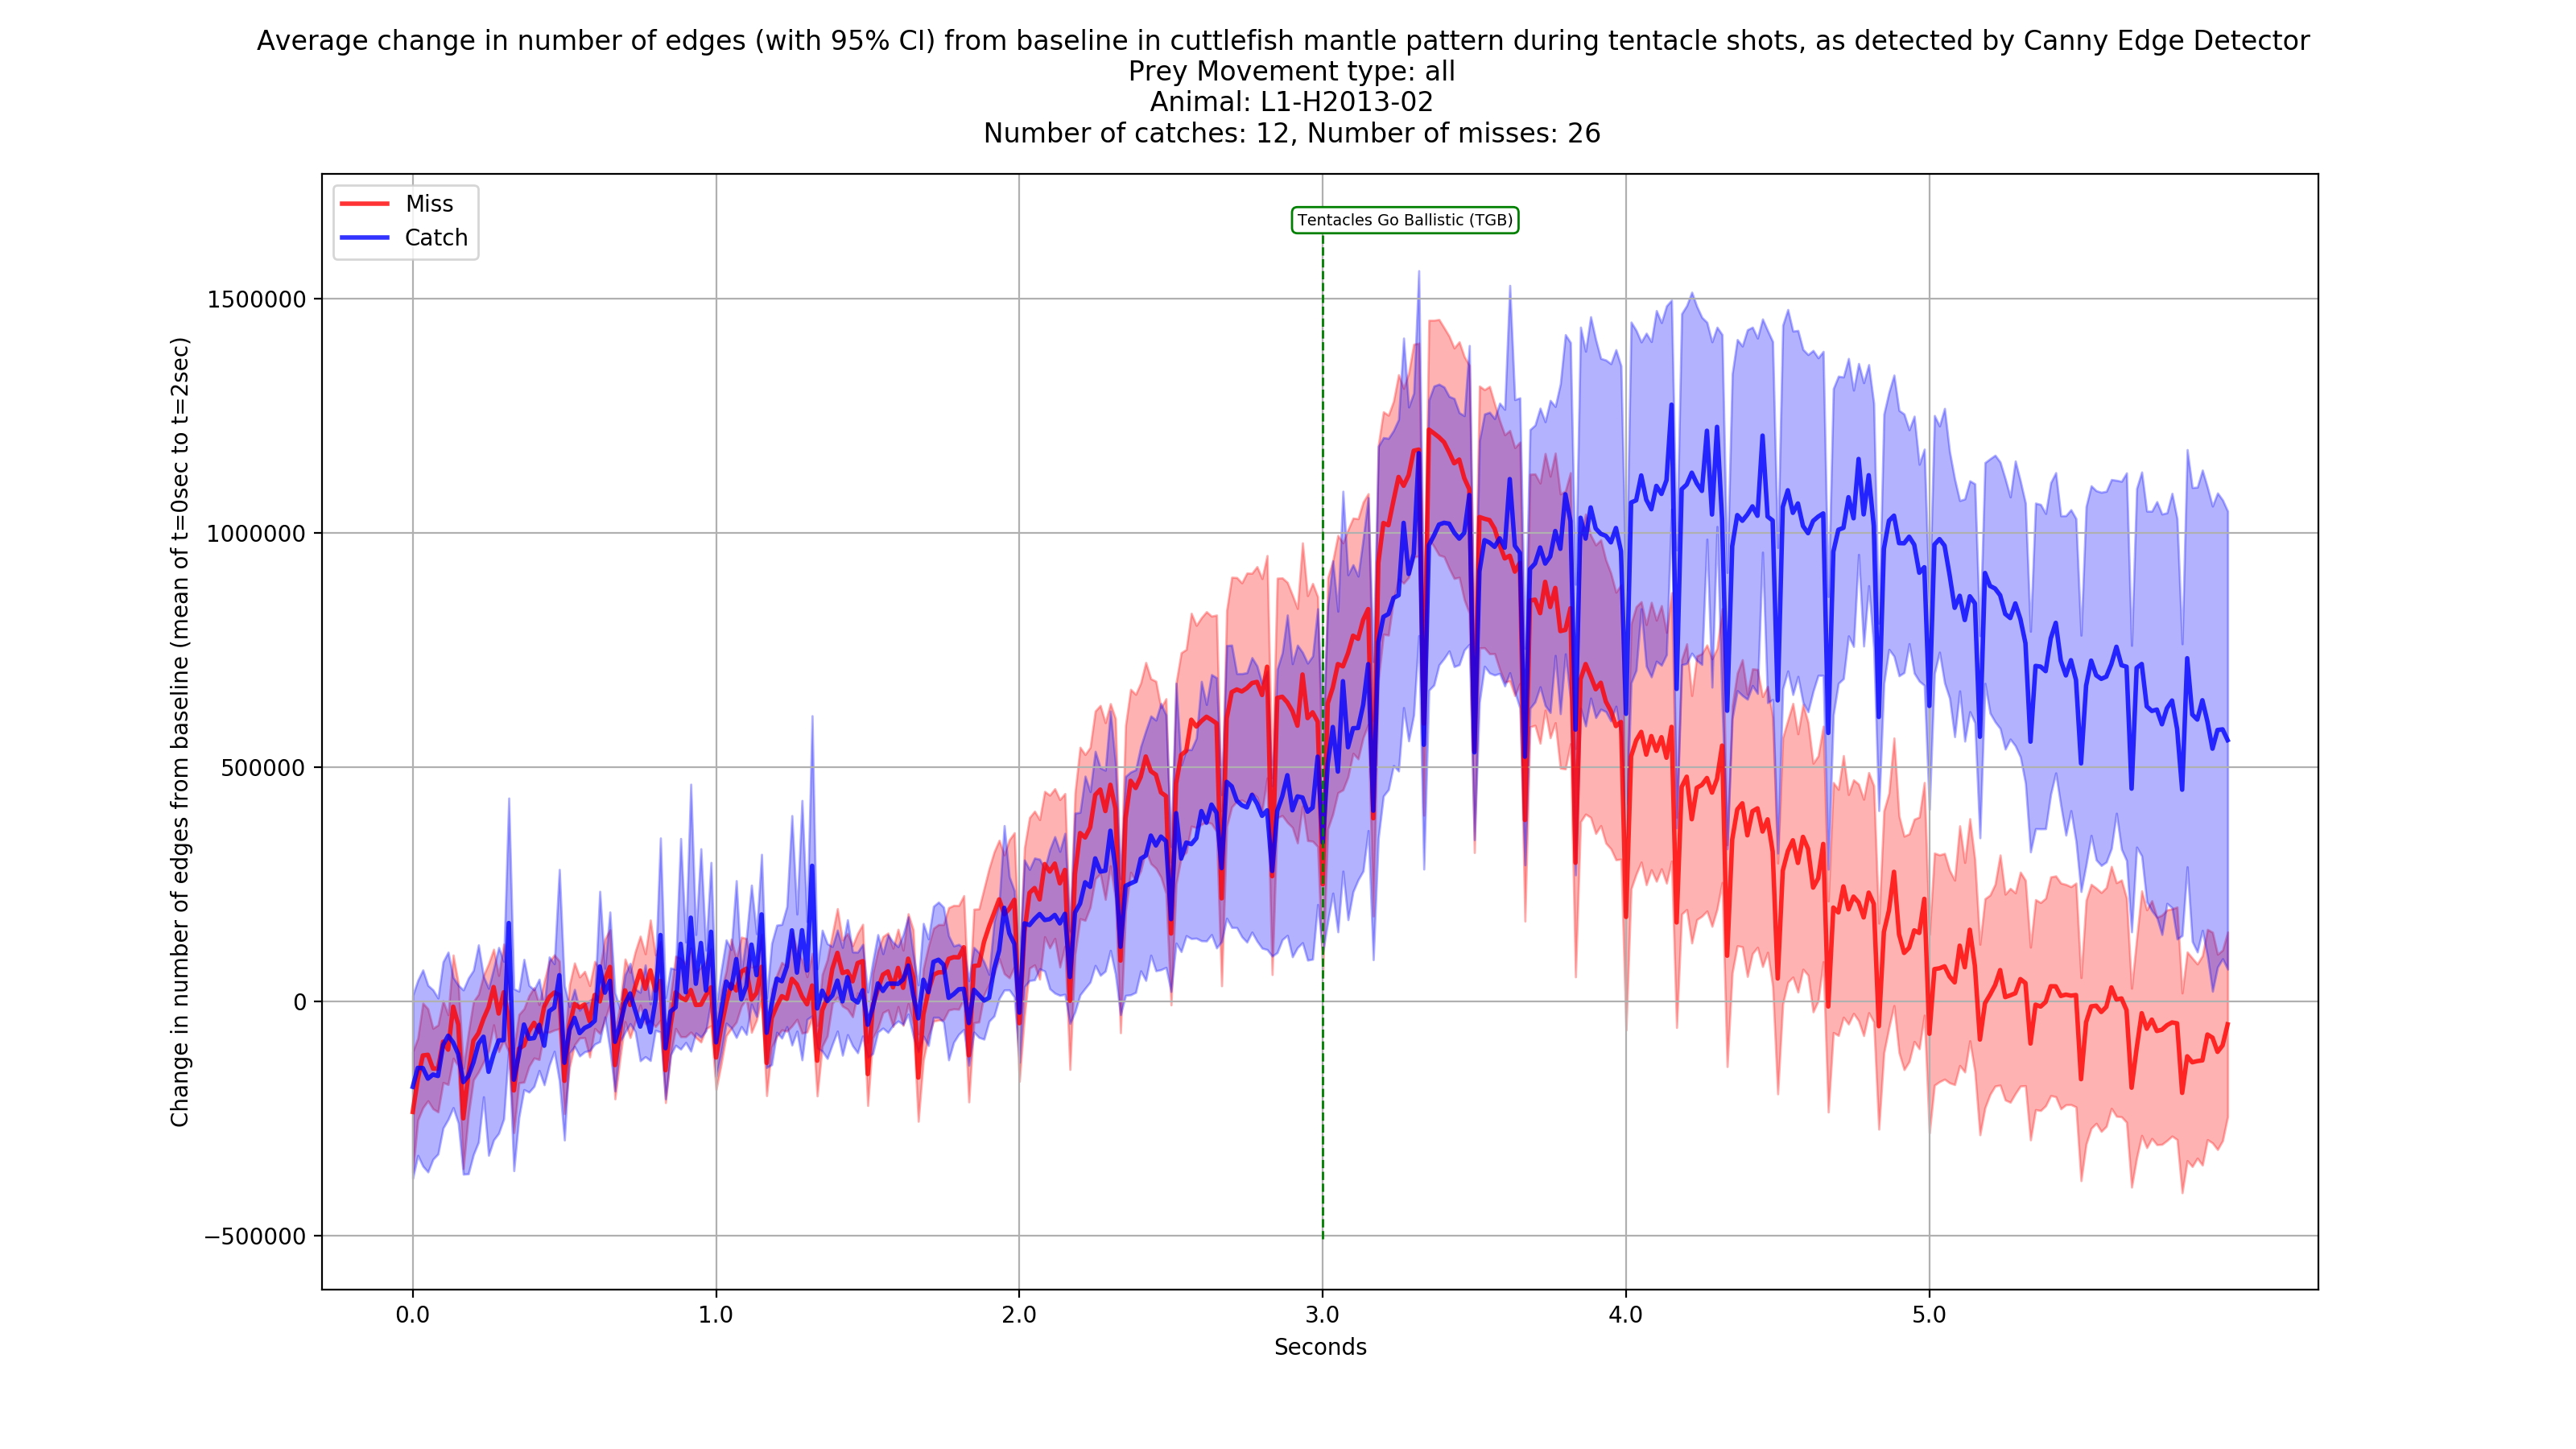 Average change in number of edges (with 95% CI) from baseline in cuttlefish mantle pattern during tentacle shots, as detected by Canny Edge Detector
Prey Movement type: all
Animal: L1-H2013-02
Number of catches: 12, Number of misses: 26
Miss
Catch
Tentacles Go Ballistic (TGB)
Change in number of edges from baseline (mean of t=0sec to t=2sec)
1500000
1000000
500000
0
−500000
0.0 1.0 2.0 3.0 4.0 5.0
Seconds